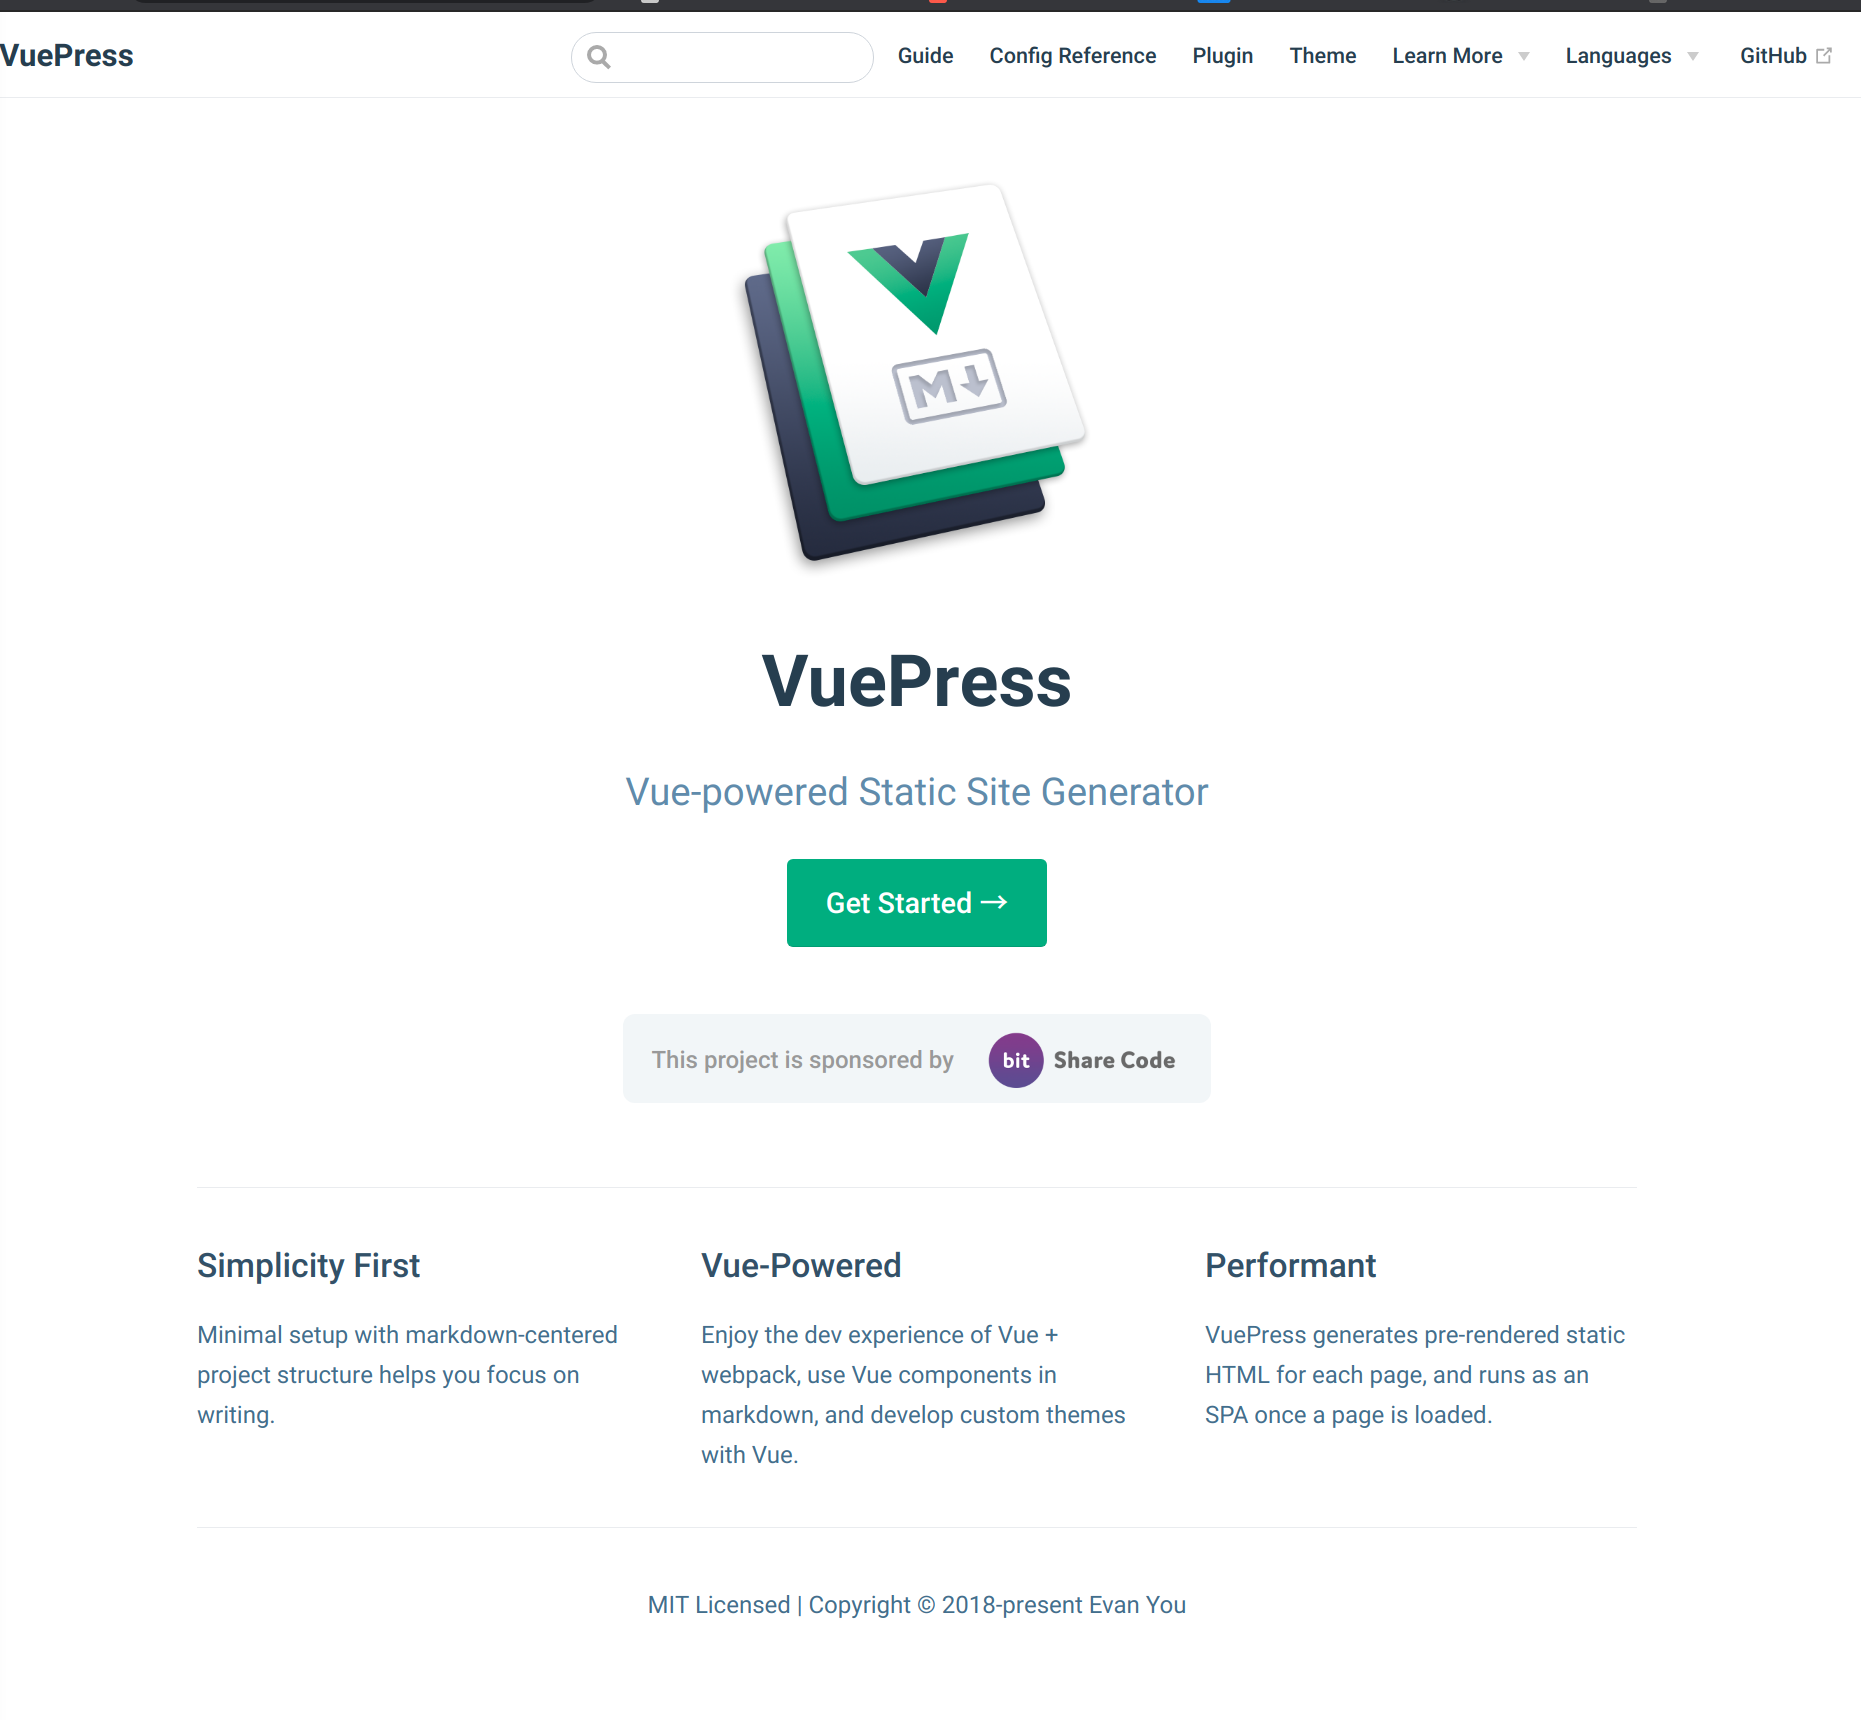 VuePress
Guide
Config Reference
Plugin
Theme
Learn More
Languages
GitHub
M
VuePress
Vue-powered Static Site Generator
Get Started →
This project is sponsored by
bit
Share Code
Simplicity First
Minimal setup with markdown-centered
project structure helps you focus on
writing.
Vue-Powered
Enjoy the dev experience of Vue +
webpack, use Vue components in
markdown, and develop custom themes
with Vue.
Performant
VuePress generates pre-rendered static
HTML for each page, and runs as an
SPA once a page is loaded.
MIT Licensed | Copyright © 2018-present Evan You